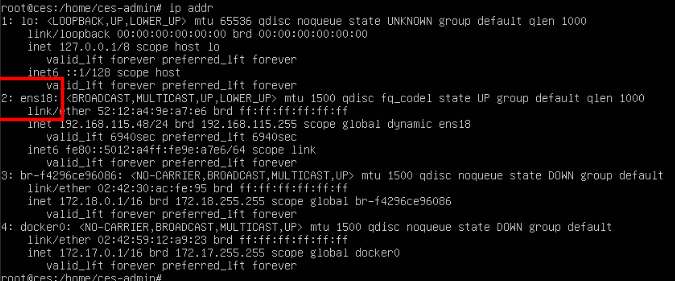 root@ces:/home/ces-admin# ip addr
1: lo: <LOOPBACK,UP,LOWER_UP> mtu 65536 qdisc noqueue state UNKNOWN group default qlen 1000
    link/loopback 00:00:00:00:00:00 brd 00:00:00:00:00:00
    inet 127.0.0.1/8 scope host lo
       valid_lft forever preferred_lft forever
    inet6 ::1/128 scope host
       valid_lft forever preferred_lft forever
2: ens18: <BROADCAST,MULTICAST,UP,LOWER_UP> mtu 1500 qdisc fq_codel state UP group default qlen 1000
    link/ether 52:12:a4:9e:a7:e6 brd ff:ff:ff:ff:ff:ff
    inet 192.168.115.48/24 brd 192.168.115.255 scope global dynamic ens18
       valid_lft 6940sec preferred_lft 6940sec
    inet6 fe80::5012:a4ff:fe9e:a7e6/64 scope link
       valid_lft forever preferred_lft forever
3: br-f4296ce96086: <NO-CARRIER,BROADCAST,MULTICAST,UP> mtu 1500 qdisc noqueue state DOWN group default
    link/ether 02:42:30:ac:fe:95 brd ff:ff:ff:ff:ff:ff
    inet 172.18.0.1/16 brd 172.18.255.255 scope global br-f4296ce96086
       valid_lft forever preferred_lft forever
4: docker0: <NO-CARRIER,BROADCAST,MULTICAST,UP> mtu 1500 qdisc noqueue state DOWN group default
    link/ether 02:42:59:12:a9:23 brd ff:ff:ff:ff:ff:ff
    inet 172.17.0.1/16 brd 172.17.255.255 scope global docker0
       valid_lft forever preferred_lft forever
root@ces:/home/ces-admin#